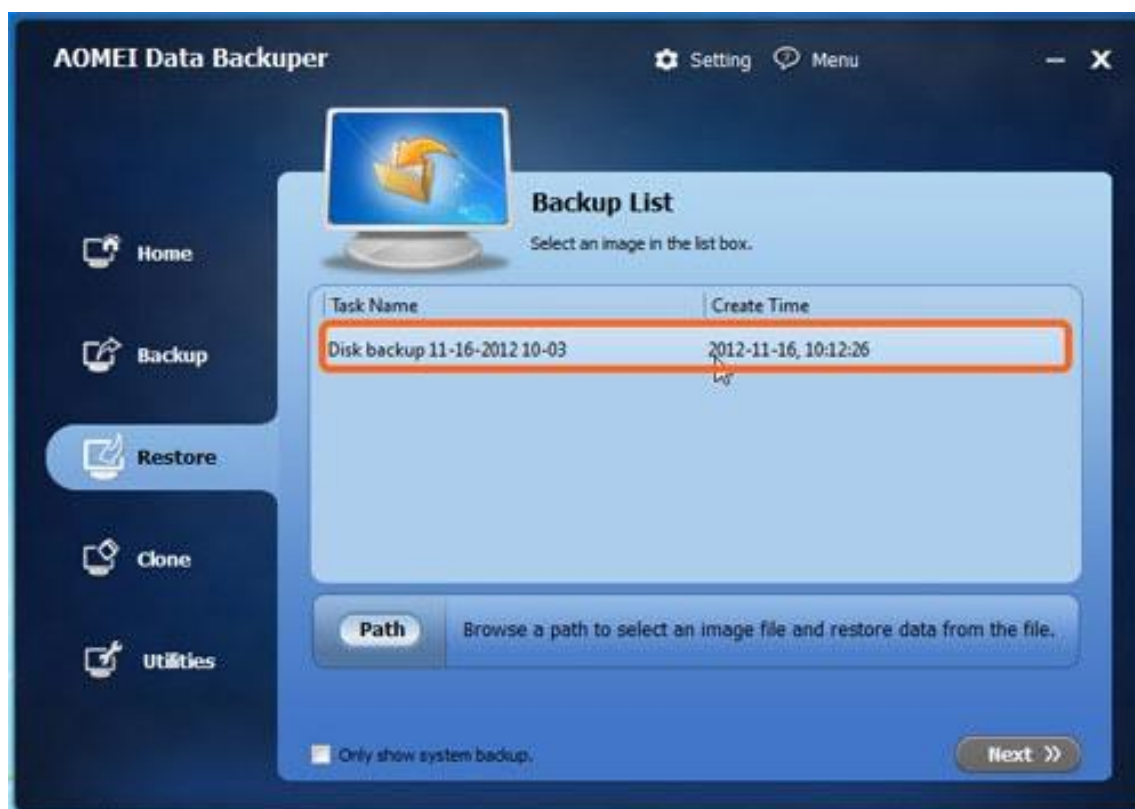 AOMEI Data Backuper
Setting Menu
Backup List
Select an image in the list box.
Home
Task Name Create Time
Disk backup 11-16-2012 10-03 2012-11-16, 10:12:26
Backup
Restore
Clone
Path Browse a path to select an image file and restore data from the file.
Utilities
Only show system backup.
Next »